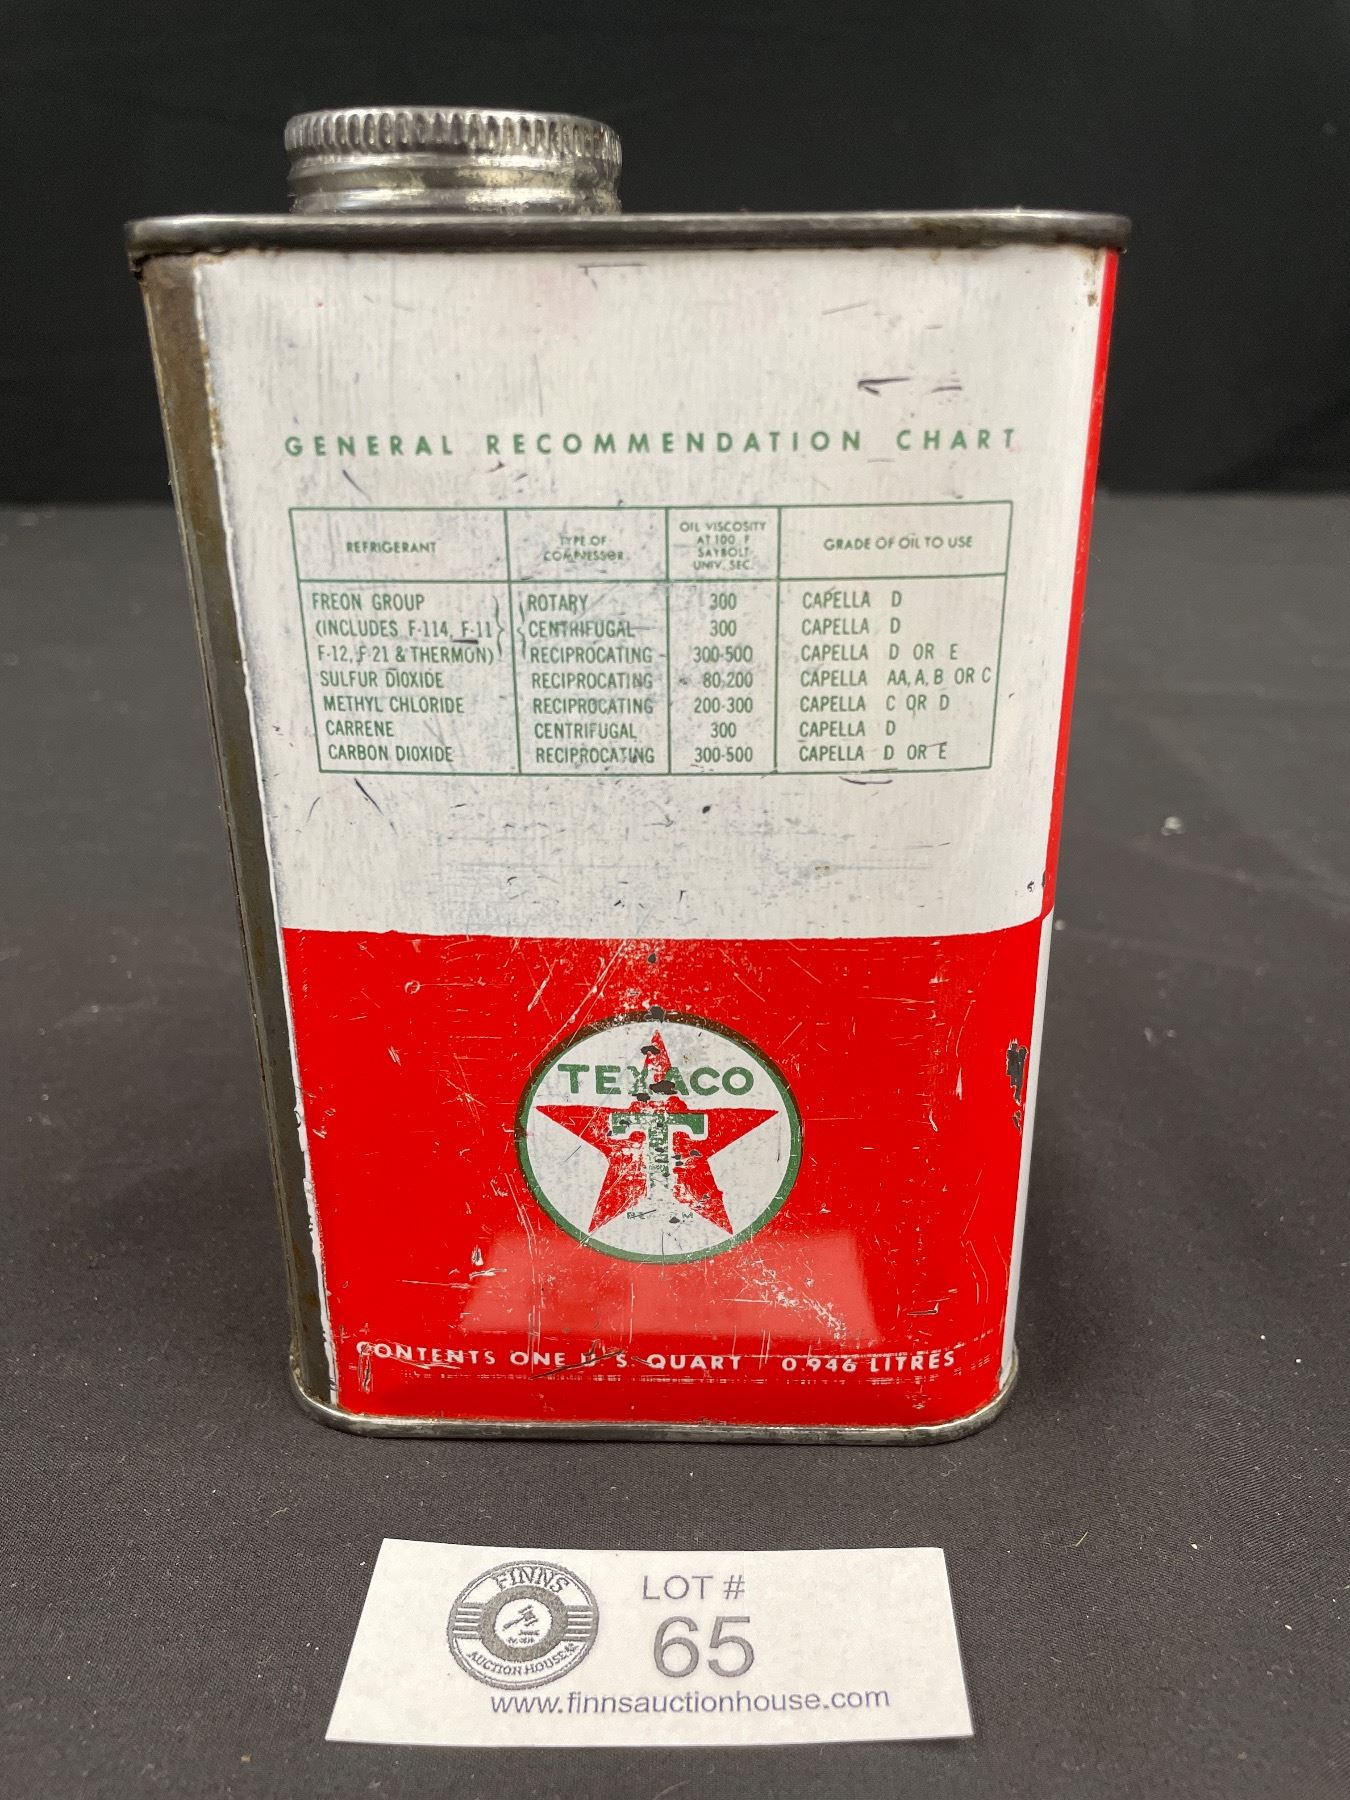 GENERAL RECOMMENDATION CHART
REFRIGERANT TYPE OF COMPRESSOR OIL VISCOSITY AT 100 F SAYBOLT UNIV. SEC. GRADE OF OIL TO USE
FREON GROUP ROTARY 300 CAPELLA D
(INCLUDES F-114, F-11 CENTRIFUGAL 300 CAPELLA D
F-12, F-21 & THERMON) RECIPROCATING 300-500 CAPELLA D OR E
SULFUR DIOXIDE RECIPROCATING 80-200 CAPELLA AA, A, B OR C
METHYL CHLORIDE RECIPROCATING 200-300 CAPELLA C OR D
CARRENE CENTRIFUGAL 300 CAPELLA D
CARBON DIOXIDE RECIPROCATING 300-500 CAPELLA D OR E
TEXACO
T
CONTENTS ONE U. S. QUART 0.946 LITRES
FINNS
AUCTION HOUSE
LOT #
65
www.finnsauctionhouse.com